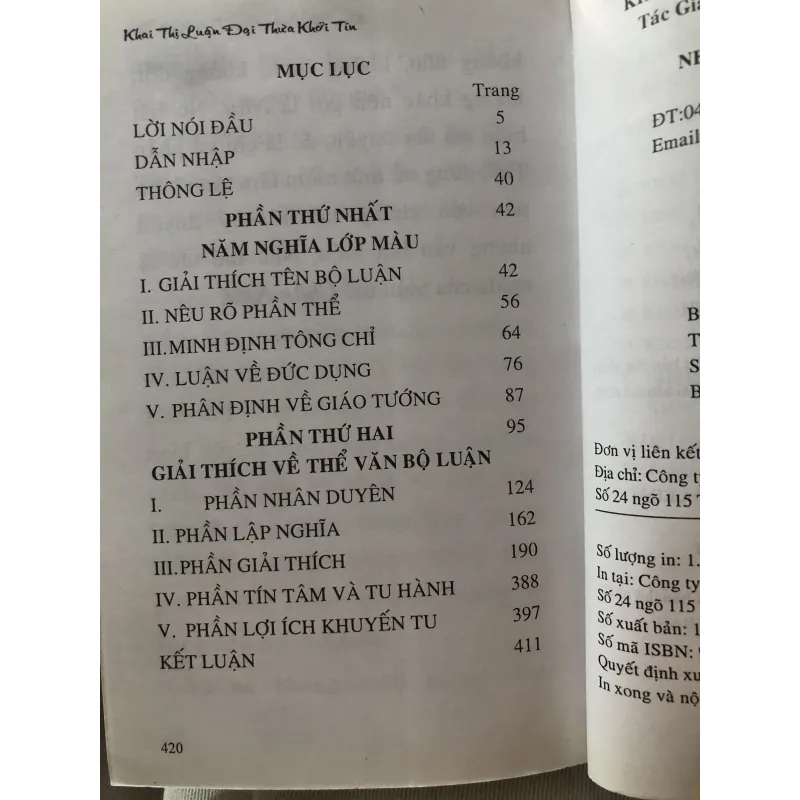 Khai Thị Luận Đại Thừa Khởi Tín
MỤC LỤC
Trang
LỜI NÓI ĐẦU 5
DẪN NHẬP 13
THÔNG LỆ 40
PHẦN THỨ NHẤT 42
NĂM NGHĨA LỚP MÀU
I. GIẢI THÍCH TÊN BỘ LUẬN 42
II. NÊU RÕ PHẦN THỂ 56
III.MINH ĐỊNH TÔNG CHỈ 64
IV. LUẬN VỀ ĐỨC DỤNG 76
V. PHÂN ĐỊNH VỀ GIÁO TƯỚNG 87
PHẦN THỨ HAI 95
GIẢI THÍCH VỀ THỂ VĂN BỘ LUẬN
I. PHẦN NHÂN DUYÊN 124
II. PHẦN LẬP NGHĨA 162
III.PHẦN GIẢI THÍCH 190
IV. PHẦN TÍN TÂM VÀ TU HÀNH 388
V. PHẦN LỢI ÍCH KHUYẾN TU 397
KẾT LUẬN 411
420
Tác Giả
ĐT:04
Email
B
T
S
B
Đơn vị liên kết
Địa chỉ: Công ty
Số 24 ngõ 115
Số lượng in: 1.
In tại: Công ty
Số 24 ngõ 115
Số xuất bản: 1
Số mã ISBN:
Quyết định
In xong và